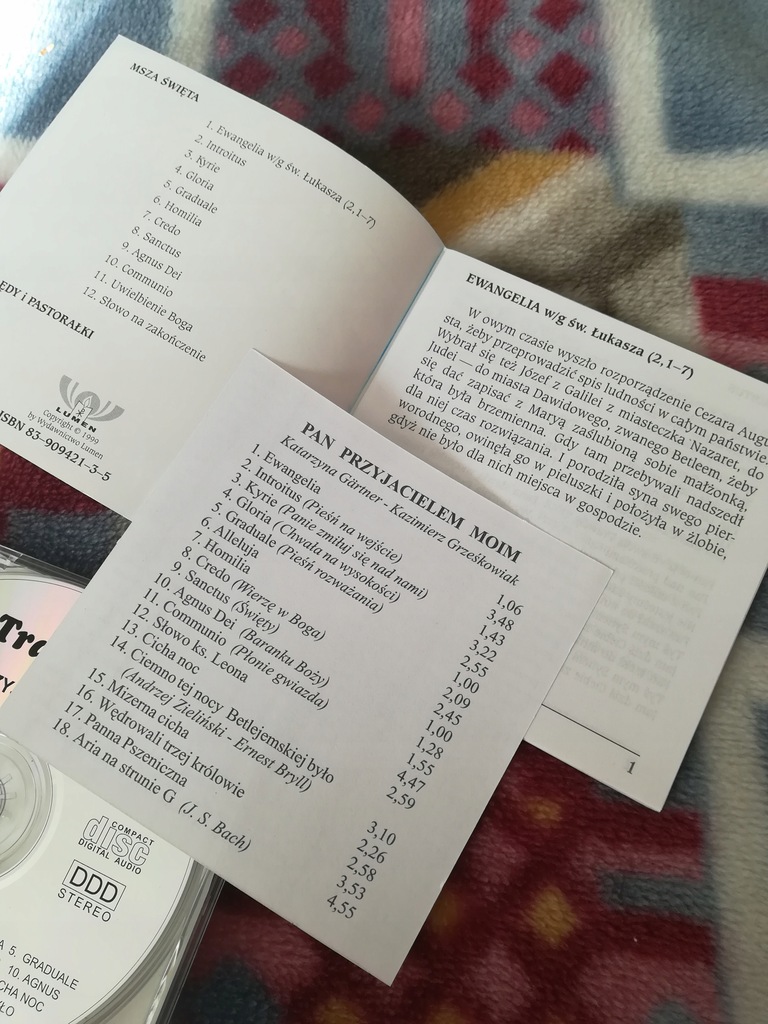 MSZA ŚWIĘTA
1. Ewangelia w/g św. Łukasza (2,1–7)
2. Introitus
3. Kyrie
4. Gloria
5. Graduale
6. Homilia
7. Credo
8. Sanctus
9. Agnus Dei
10. Communio
11. Uwielbienie Boga
12. Słowo na zakończenie
ĘDY i PASTORAŁKI
LUMEN
Copyright © 1999
by Wydawnictwo Lumen
ISBN 83-909421-3-5
EWANGELIA w/g św. Łukasza (2,1–7)
W owym czasie wyszło rozporządzenie Cezara Augu
sta, żeby przeprowadzić spis ludności w całym państwie.
Wybrał się też Józef z Galilei z miasteczka Nazaret, do
Judei — do miasta Dawidowego, zwanego Betleem, żeby
się dać zapisać z Maryą zaślubioną sobie małżonką,
która była brzemienna. Gdy tam przebywali nadszedł
dla niej czas rozwiązania. I porodziła syna swego pier-
worodnego, owinęła go w pieluszki i położyła w żlobie,
gdyż nie było dla nich miejsca w gospodzie.
1
PAN PRZYJACIELEM MOIM
Katarzyna Gärtner - Kazimierz Grześkowiak
1. Ewangelia 1,06
2. Introitus (Pieśń na wejście) 3,48
3. Kyrie (Panie zmiłuj się nad nami) 1,43
4. Gloria (Chwała na wysokości) 3,22
5. Graduale (Pieśń rozważania) 2,55
6. Alleluja 1,00
7. Homilia 2,09
8. Credo (Wierzę w Boga) 2,45
9. Sanctus (Święty) 1,00
10. Agnus Dei (Baranku Boży) 1,28
11. Communio (Płonie gwiazda) 1,55
12. Słowo ks. Leona 4,47
13. Cicha noc 2,59
14. Ciemno tej nocy Betlejemskiej było
(Andrzej Zieliński - Ernest Bryll) 3,10
15. Mizerna cicha 2,26
16. Wędrowali trzej królowie 2,58
17. Panna Pszeniczna 3,53
18. Aria na strunie G (J. S. Bach) 4,55
COMPACT
disc
DIGITAL AUDIO
DDD
STEREO
A 5. GRADUALE
10. AGNUS
CHA NOC